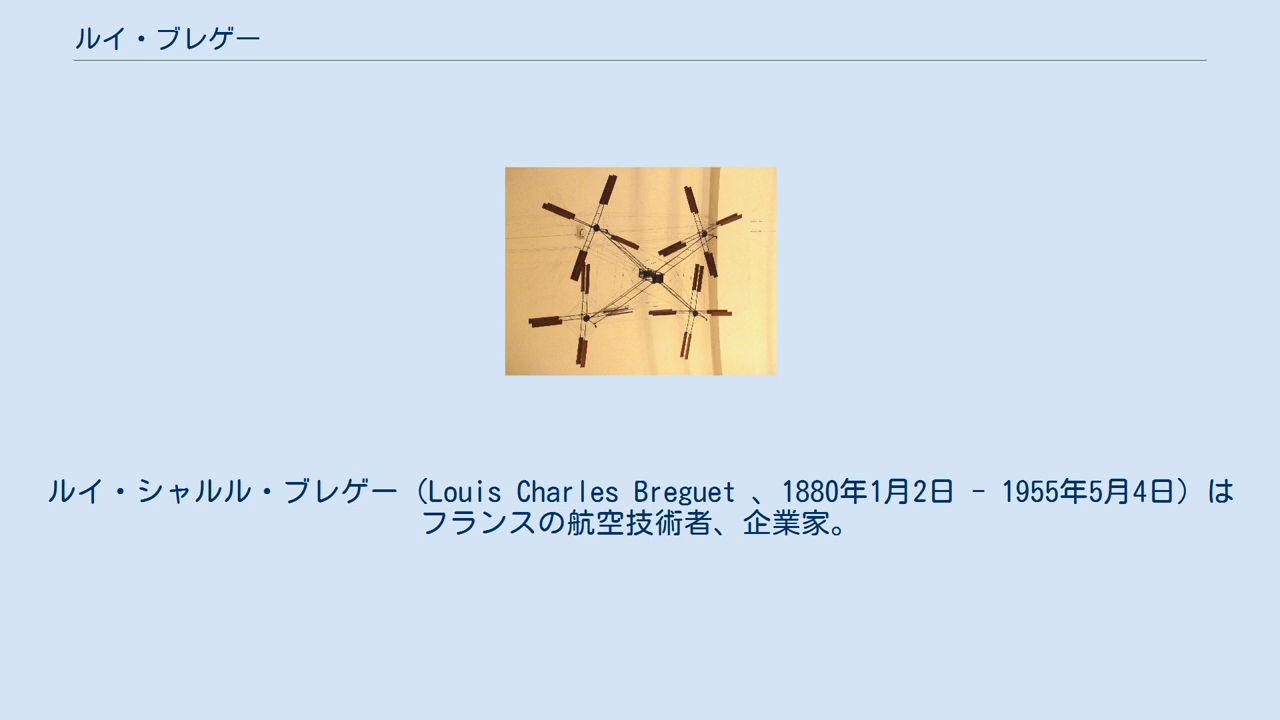 ルイ・ブレゲー
ルイ・シャルル・ブレゲー（Louis Charles Breguet 、1880年1月2日 - 1955年5月4日）は
フランスの航空技術者、企業家。